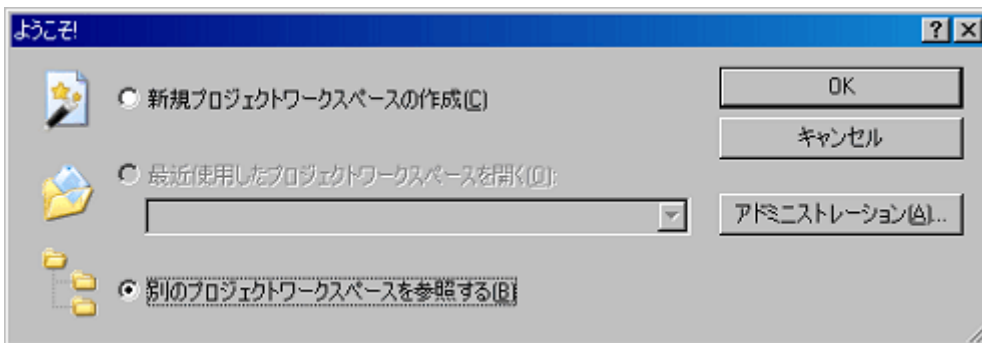 ようこそ!
新規プロジェクトワークスペースの作成(C)
最近使用したプロジェクトワークスペースを開く(O):
別のプロジェクトワークスペースを参照する(B)
OK
キャンセル
アドミニストレーション(A)...